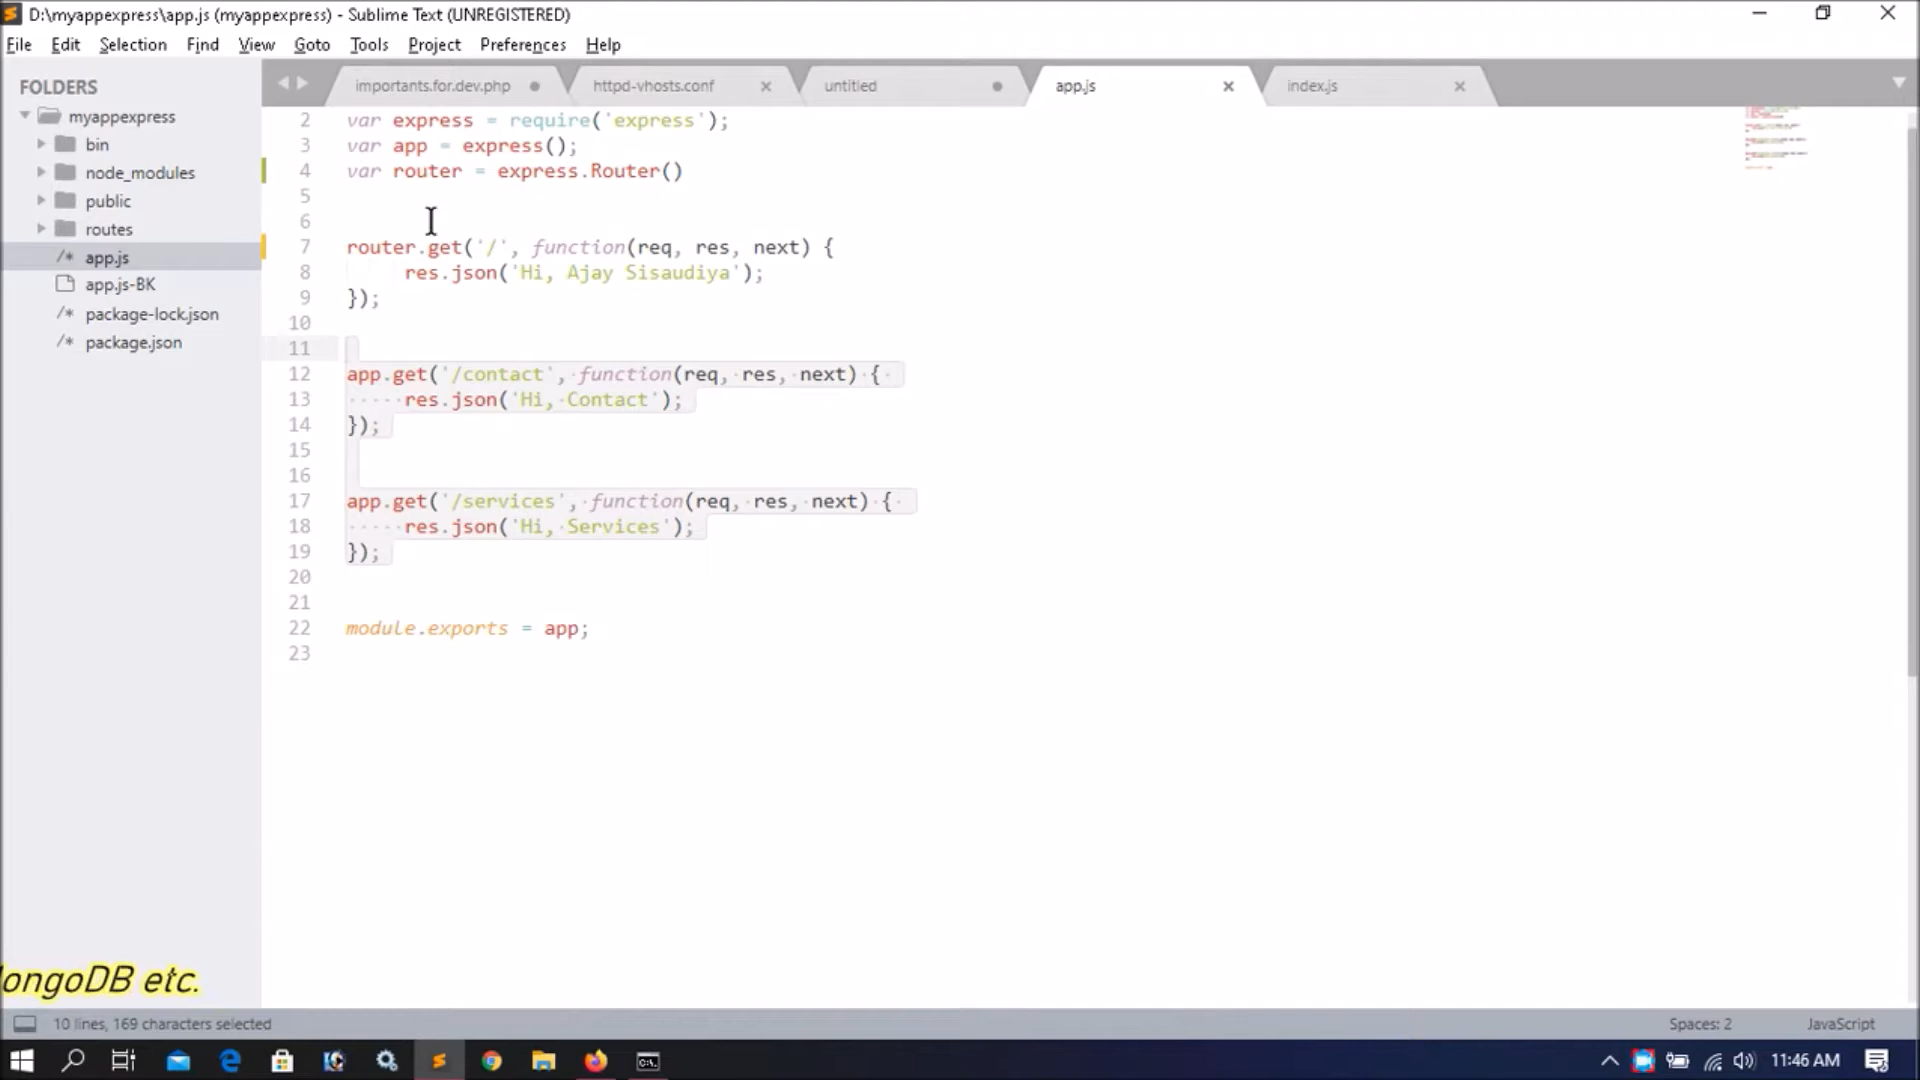 D:\myappexpress\app.js (myappexpress) - Sublime Text (UNREGISTERED)
File Edit Selection Find View Goto Tools Project Preferences Help
FOLDERS
myappexpress
bin
node_modules
public
routes
/* app.js
app.js-BK
/* package-lock.json
/* package.json
importants.for.dev.php
httpd-vhosts.conf
untitled
app.js
index.js
2 var express = require('express');
3 var app = express();
4 var router = express.Router()
5
6
7 router.get('/', function(req, res, next) {
8 res.json('Hi, Ajay Sisaudiya');
9 });
10
11
12 app.get('/contact', function(req, res, next) {
13 res.json('Hi, Contact');
14 });
15
16
17 app.get('/services', function(req, res, next) {
18 res.json('Hi, Services');
19 });
20
21
22 module.exports = app;
23
ongoDB etc.
10 lines, 169 characters selected
Spaces: 2
JavaScript
11:46 AM